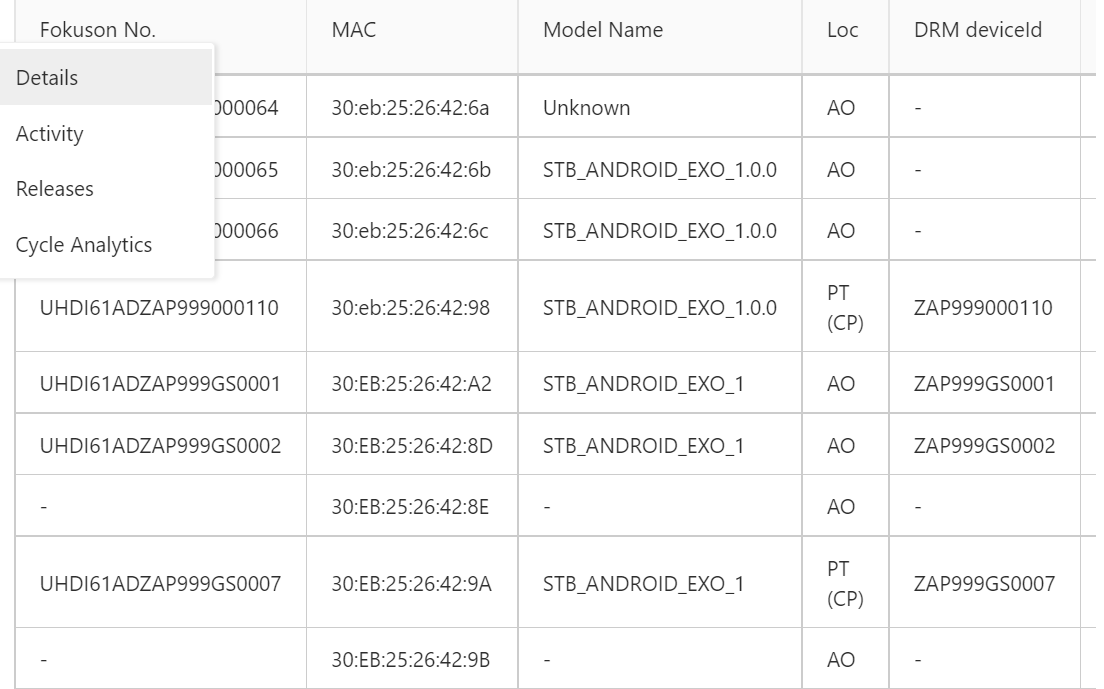 Fokuson No. MAC Model Name Loc DRM deviceId
Details
000064 30:eb:25:26:42:6a Unknown AO -
Activity
000065 30:eb:25:26:42:6b STB_ANDROID_EXO_1.0.0 AO -
Releases
000066 30:eb:25:26:42:6c STB_ANDROID_EXO_1.0.0 AO -
Cycle Analytics
UHDI61ADZAP999000110 30:eb:25:26:42:98 STB_ANDROID_EXO_1.0.0 PT (CP) ZAP999000110
UHDI61ADZAP999GS0001 30:EB:25:26:42:A2 STB_ANDROID_EXO_1 AO ZAP999GS0001
UHDI61ADZAP999GS0002 30:EB:25:26:42:8D STB_ANDROID_EXO_1 AO ZAP999GS0002
- 30:EB:25:26:42:8E - AO -
UHDI61ADZAP999GS0007 30:EB:25:26:42:9A STB_ANDROID_EXO_1 PT (CP) ZAP999GS0007
- 30:EB:25:26:42:9B - AO -